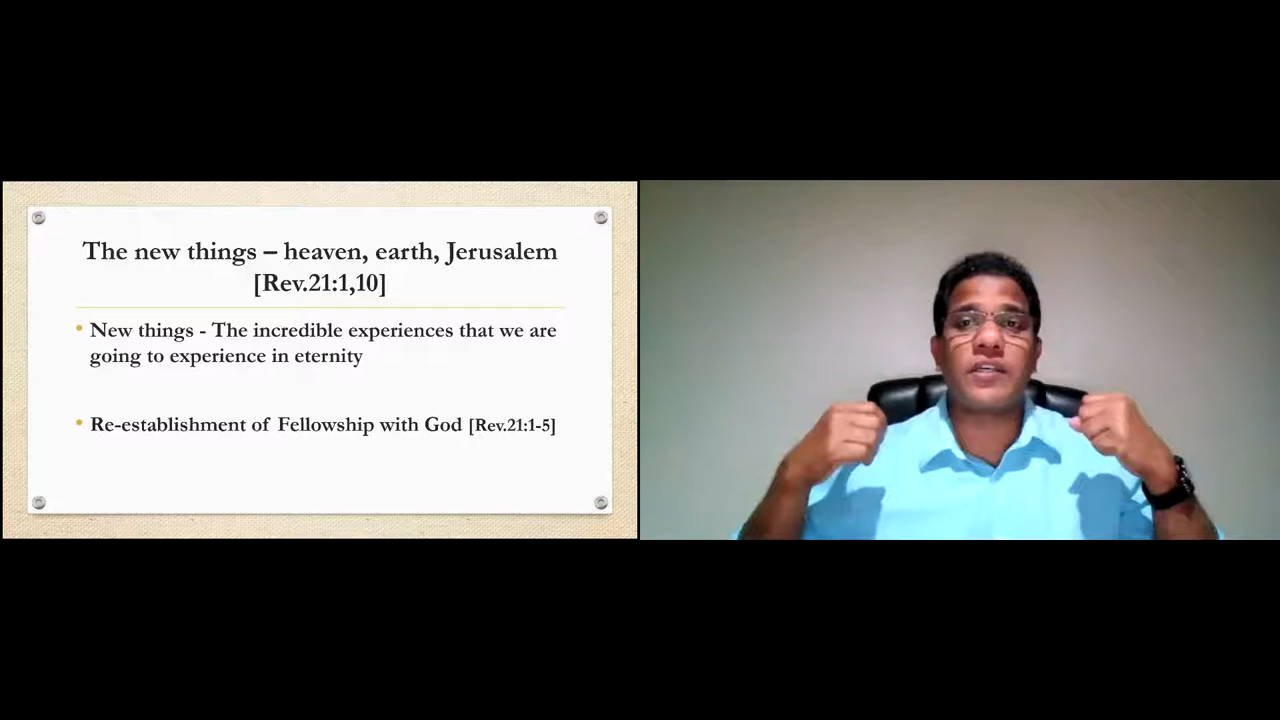 The new things – heaven, earth, Jerusalem
[Rev.21:1,10]
• New things - The incredible experiences that we are
going to experience in eternity
• Re-establishment of Fellowship with God [Rev.21:1-5]